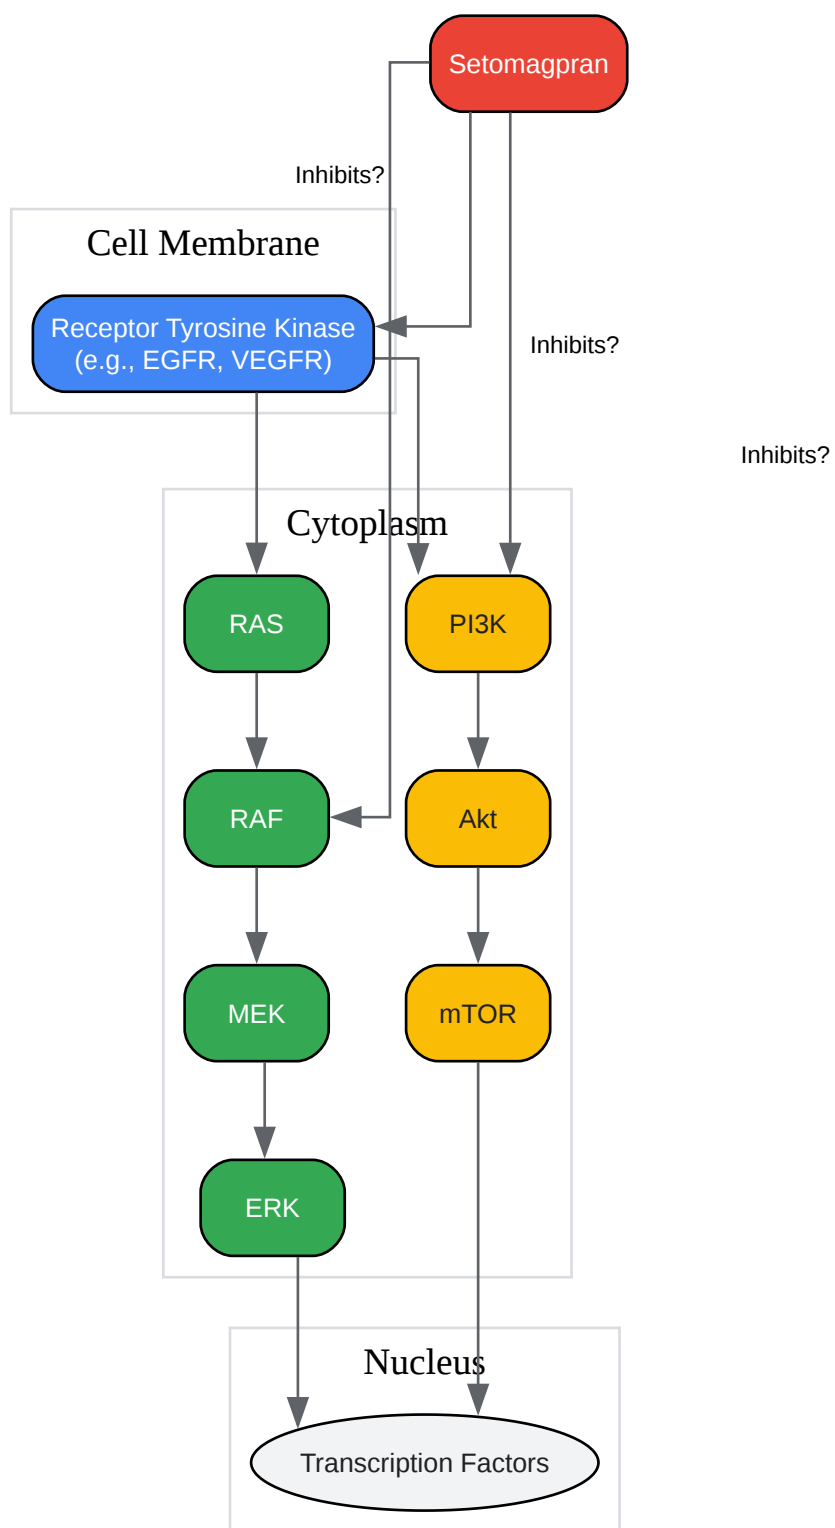 Setomagpran
Inhibits?
Cell Membrane
Receptor Tyrosine Kinase
(e.g., EGFR, VEGFR)
Inhibits?
Inhibits?
Cytoplasm
RAS
PI3K
RAF
Akt
MEK
mTOR
ERK
Nucleus
Transcription Factors